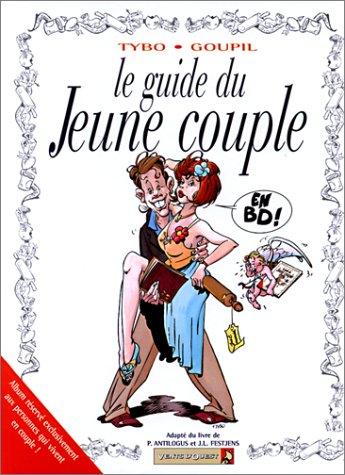 TYBO • GOUPIL
le guide du
Jeune couple
EN
BD!
Album réservé exclusivement
aux personnes qui vivent
en couple !
Adapté du livre de
P. ANTILOGUS et J.L. FESTJENS
VENTS D'OUEST